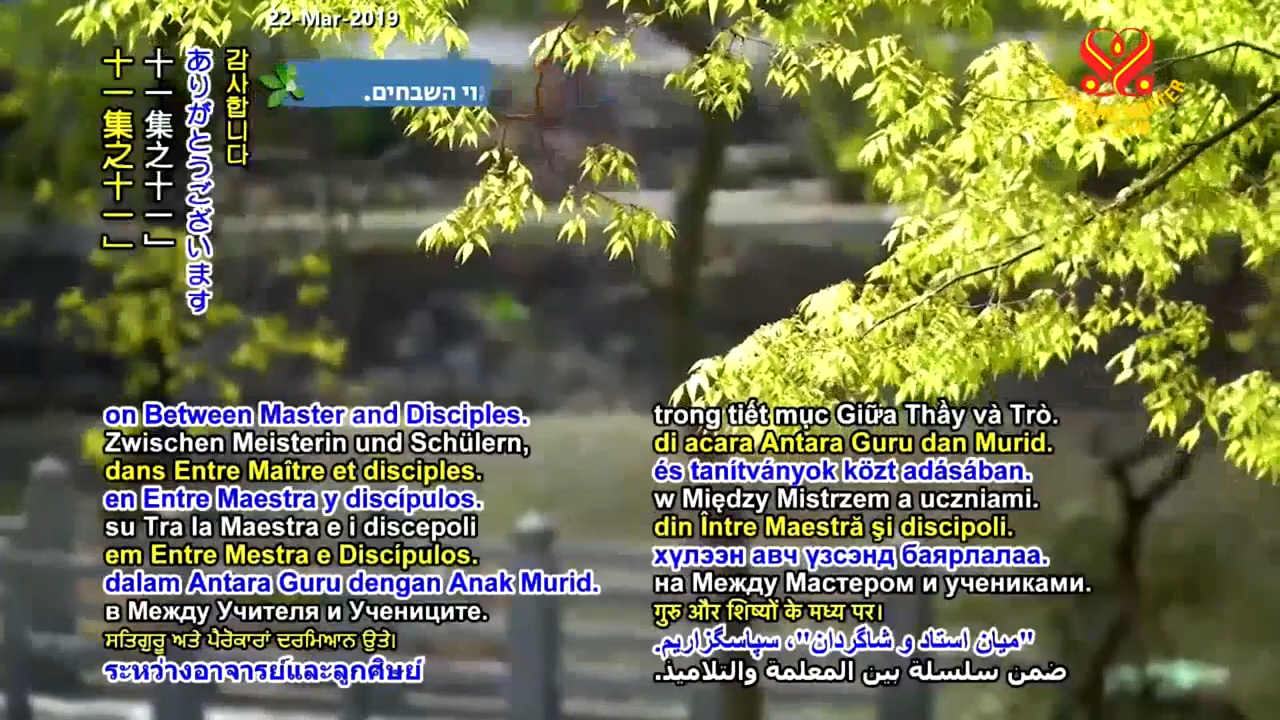 22-Mar-2019
감사합니다
ありがとうございます
十一集之十一」
十一集之十一」
השבחים.
on Between Master and Disciples.
Zwischen Meisterin und Schülern,
dans Entre Maître et disciples.
en Entre Maestra y discípulos.
su Tra la Maestra e i discepoli
em Entre Mestra e Discípulos.
dalam Antara Guru dengan Anak Murid.
в Между Учителя и Учениците.
ਸਤਿਗੁਰੂ ਅਤੇ ਪੈਰੋਕਾਰਾਂ ਦਰਮਿਆਨ ਉਤੇ।
ระหว่างอาจารย์และลูกศิษย์
trong tiết mục Giữa Thầy và Trò.
di acara Antara Guru dan Murid.
és tanítványok közt adásában.
w Między Mistrzem a uczniami.
din Între Maestră şi discipoli.
хүлээн авч үзсэнд баярлалаа.
на Между Мастером и учениками.
गुरु और शिष्यों के मध्य पर।
"میان استاد و شاگردان"، سپاسگزاریم.
ضمن سلسلة بين المعلمة والتلاميذ.